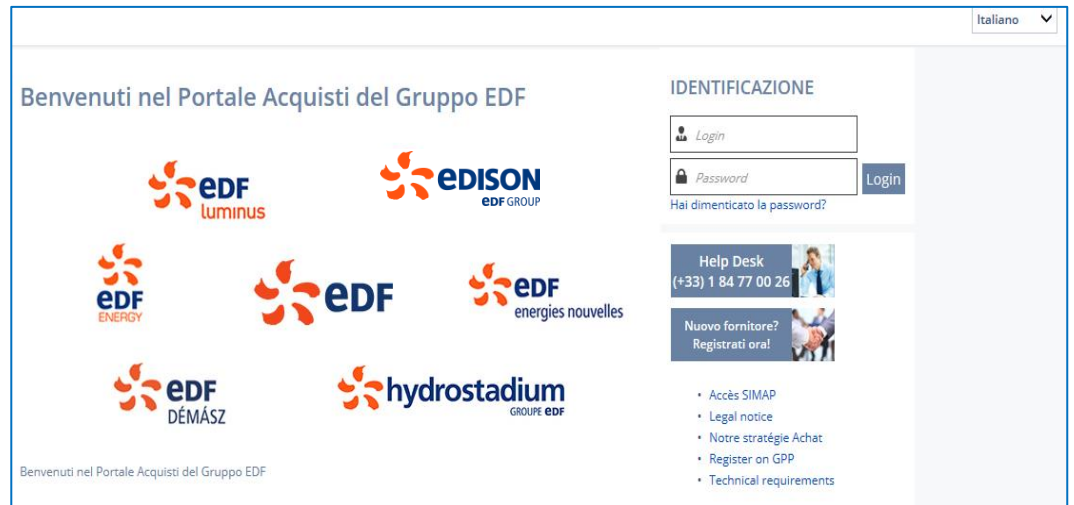 Italiano
Benvenuti nel Portale Acquisti del Gruppo EDF
eDF
luminus
eDISON
eDF GROUP
eDF
ENERGY
eDF
eDF
energies nouvelles
eDF
DÉMÁSZ
hydrostadium
GROUPE eDF
Benvenuti nel Portale Acquisti del Gruppo EDF
IDENTIFICAZIONE
Login
Password
Login
Hai dimenticato la password?
Help Desk
(+33) 1 84 77 00 26
Nuovo fornitore?
Registrati ora!
• Accès SIMAP
• Legal notice
• Notre stratégie Achat
• Register on GPP
• Technical requirements